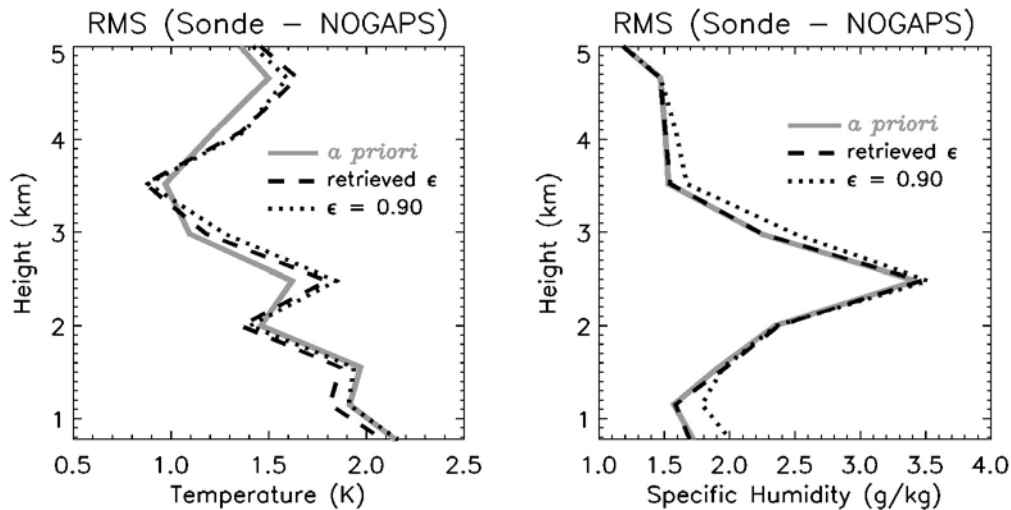 RMS (Sonde – NOGAPS)
5
4
3
2
1
Height (km)
a priori
retrieved ϵ
ϵ = 0.90
0.5 1.0 1.5 2.0 2.5
Temperature (K)
RMS (Sonde – NOGAPS)
5
4
3
2
1
Height (km)
a priori
retrieved ϵ
ϵ = 0.90
1.0 1.5 2.0 2.5 3.0 3.5 4.0
Specific Humidity (g/kg)